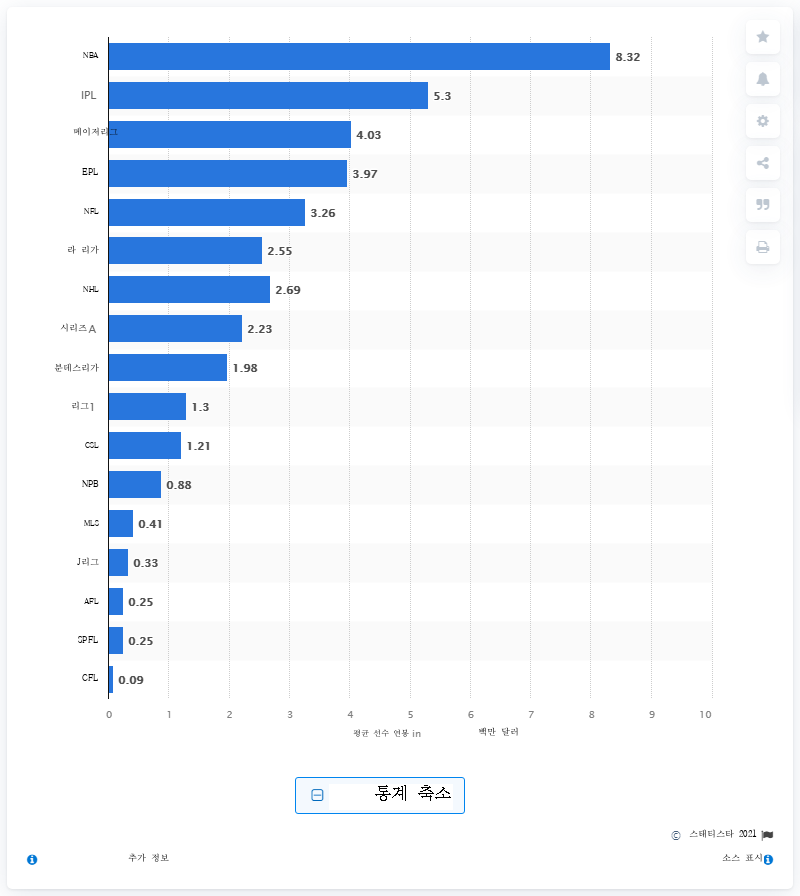 NBA 8.32
IPL 5.3
메이저리그 4.03
EPL 3.97
NFL 3.26
라 리가 2.55
NHL 2.69
시리즈 A 2.23
분데스리가 1.98
리그1 1.3
CSL 1.21
NPB 0.88
MLS 0.41
J리그 0.33
AFL 0.25
SPFL 0.25
CFL 0.09
0 1 2 3 4 5 6 7 8 9 10
평균 선수 연봉 in 백만 달러
통계 축소
© 스태티스타 2021
추가 정보 소스 표시